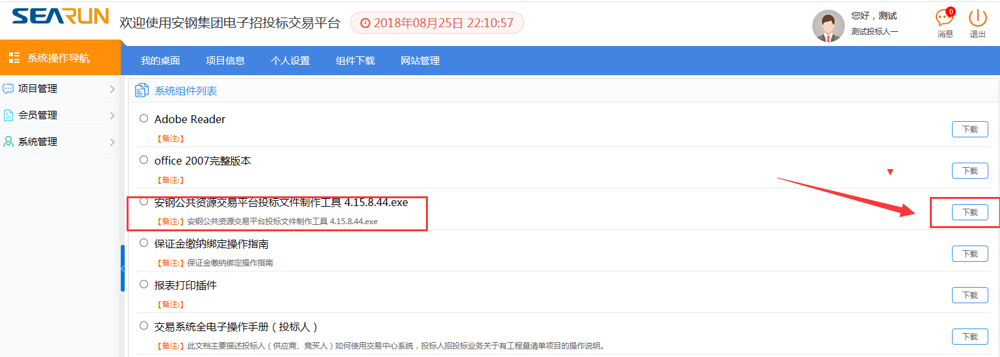 SEARUN 欢迎使用安钢集团电子招投标交易平台 2018年08月25日 22:10:57 您好，测试 测试投标人一 0 消息 退出
系统操作导航 我的桌面 项目信息 个人设置 组件下载 网站管理
项目管理
会员管理
系统管理
系统组件列表
Adobe Reader
【备注:】
下载
office 2007完整版本
【备注:】
下载
安钢公共资源交易平台投标文件制作工具 4.15.8.44.exe
【备注:】安钢公共资源交易平台投标文件制作工具 4.15.8.44.exe
下载
保证金缴纳绑定操作指南
【备注:】保证金缴纳绑定操作指南
下载
报表打印插件
【备注:】
下载
交易系统全电子操作手册（投标人）
【备注:】此文档主要描述投标人（供应商、竞买人）如何使用交易中心系统，投标人招投标业务关于有工程量清单项目的操作说明。
下载